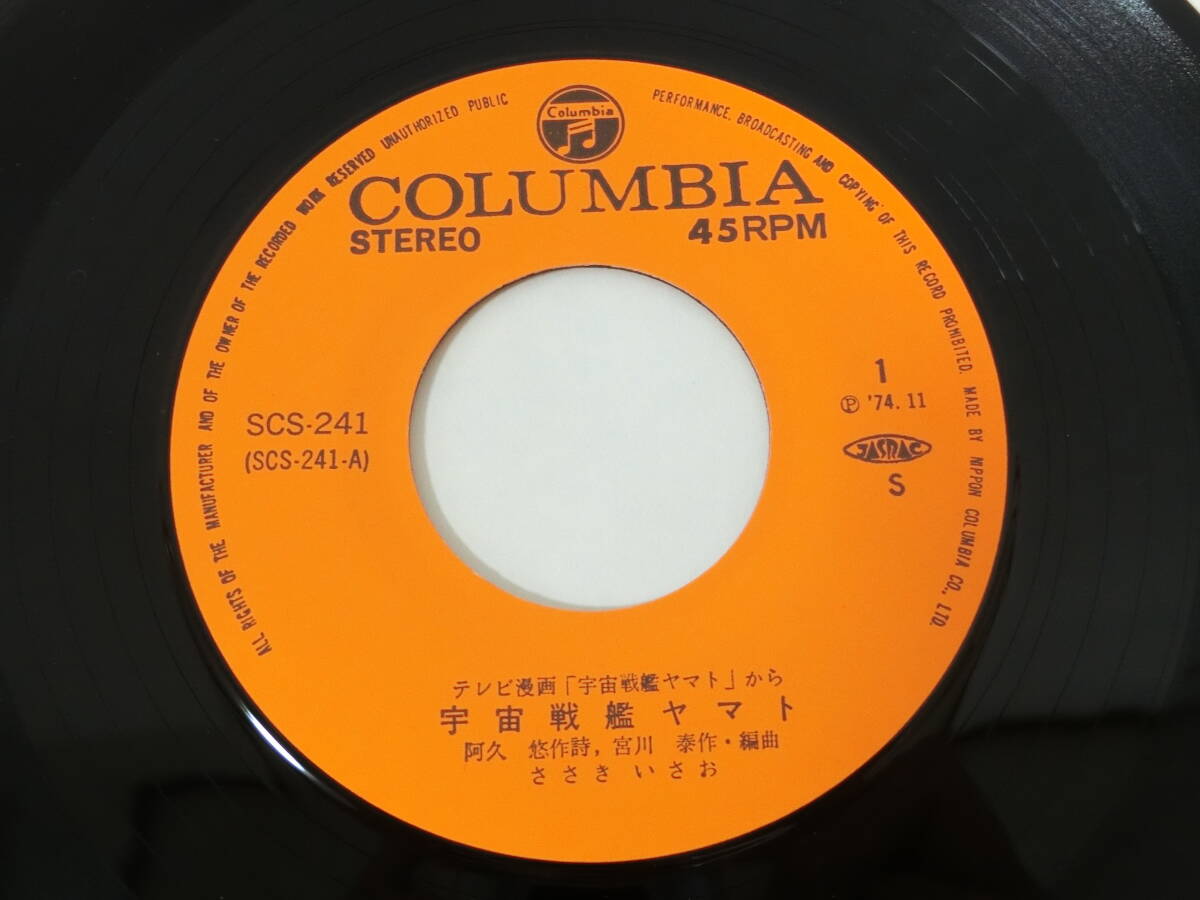 ALL RIGHTS OF THE MANUFACTURER AND OF THE OWNER OF THE RECORDED WORK RESERVED UNAUTHORIZED PUBLIC PERFORMANCE, BROADCASTING AND COPYING OF THIS RECORD PROHIBITED. MADE BY NIPPON COLUMBIA CO., LTD.
Columbia
COLUMBIA
STEREO 45RPM
1
SCS-241 ℗ '74.11
(SCS-241-A) JASRAC
S
テレビ漫画「宇宙戦艦ヤマト」から
宇宙戦艦ヤマト
阿久 悠作詩, 宮川 泰作・編曲
ささきいさお